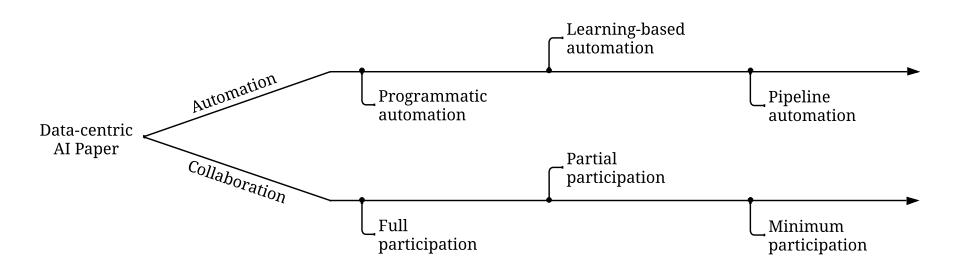 Learning-based
automation
Automation
Programmatic
automation
Pipeline
automation
Data-centric
AI Paper
Collaboration
Partial
participation
Full
participation
Minimum
participation